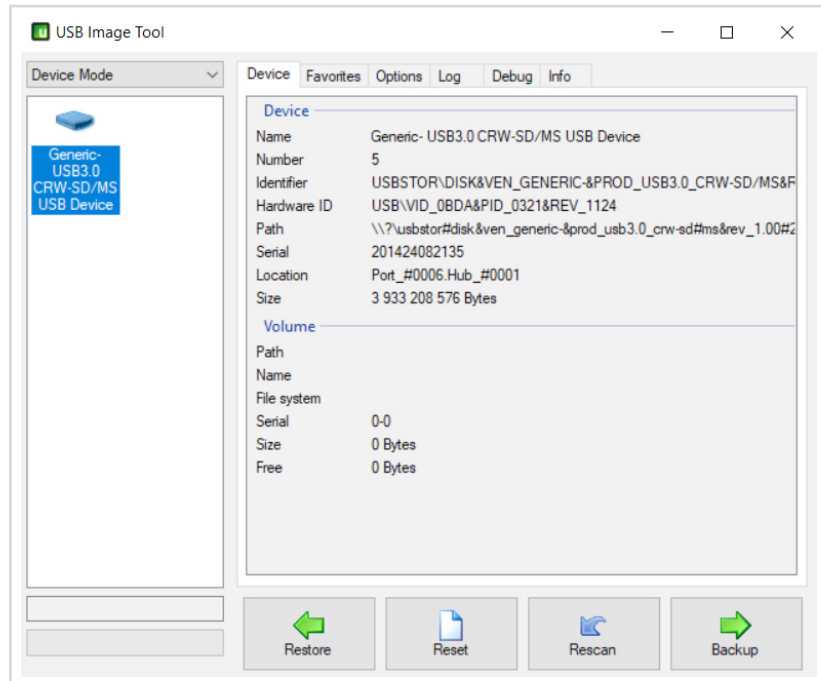 USB Image Tool
Device Mode
Device Favorites Options Log Debug Info
Generic-
USB3.0
CRW-SD/MS
USB Device
Device
Name Generic- USB3.0 CRW-SD/MS USB Device
Number 5
Identifier USBSTOR\DISK&VEN_GENERIC-&PROD_USB3.0_CRW-SD/MS&R
Hardware ID USB\VID_0BDA&PID_0321&REV_1124
Path \\?\usbstor#disk&ven_generic-&prod_usb3.0_crw-sd#ms&rev_1.00#2
Serial 201424082135
Location Port_#0006.Hub_#0001
Size 3 933 208 576 Bytes
Volume
Path
Name
File system
Serial 0-0
Size 0 Bytes
Free 0 Bytes
Restore Reset Rescan Backup